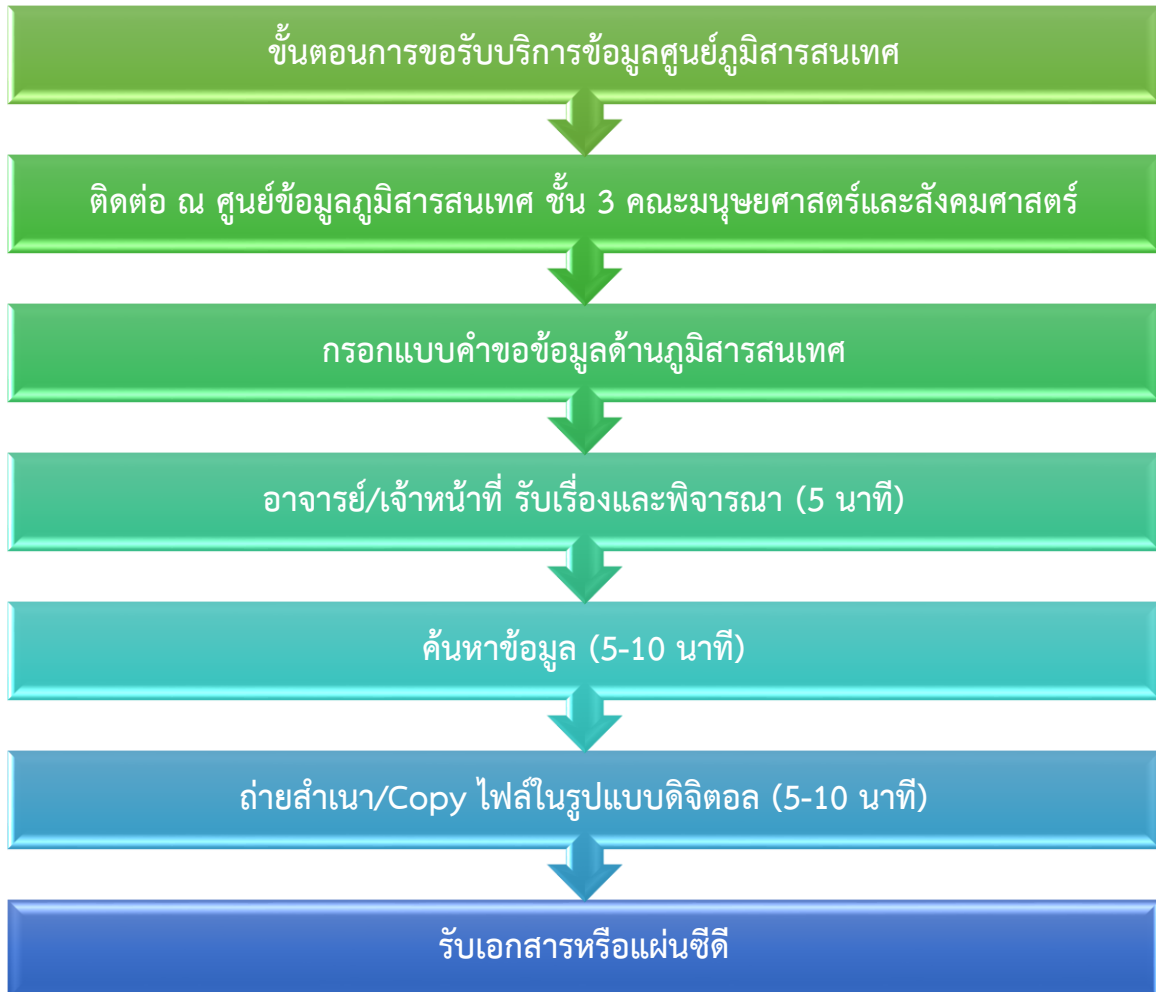 ขั้นตอนการขอรับบริการข้อมูลศูนย์ภูมิสารสนเทศ
ติดต่อ ณ ศูนย์ข้อมูลภูมิสารสนเทศ ชั้น 3 คณะมนุษยศาสตร์และสังคมศาสตร์
กรอกแบบคำขอข้อมูลด้านภูมิสารสนเทศ
อาจารย์/เจ้าหน้าที่ รับเรื่องและพิจารณา (5 นาที)
ค้นหาข้อมูล (5-10 นาที)
ถ่ายสำเนา/Copy ไฟล์ในรูปแบบดิจิตอล (5-10 นาที)
รับเอกสารหรือแผ่นซีดี